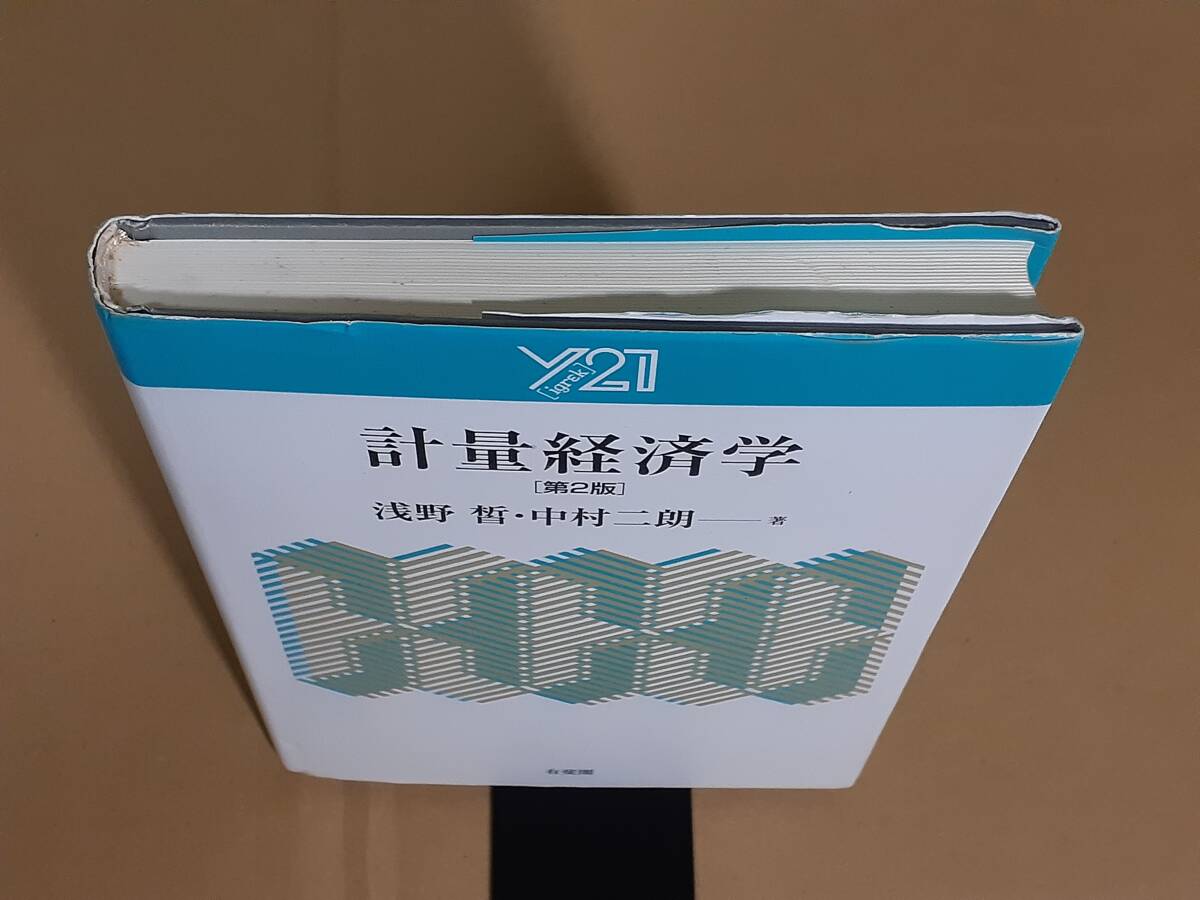 Y21
[igrεk]
計量経済学
[第2版]
浅野 皙・中村二朗――著
有斐閣